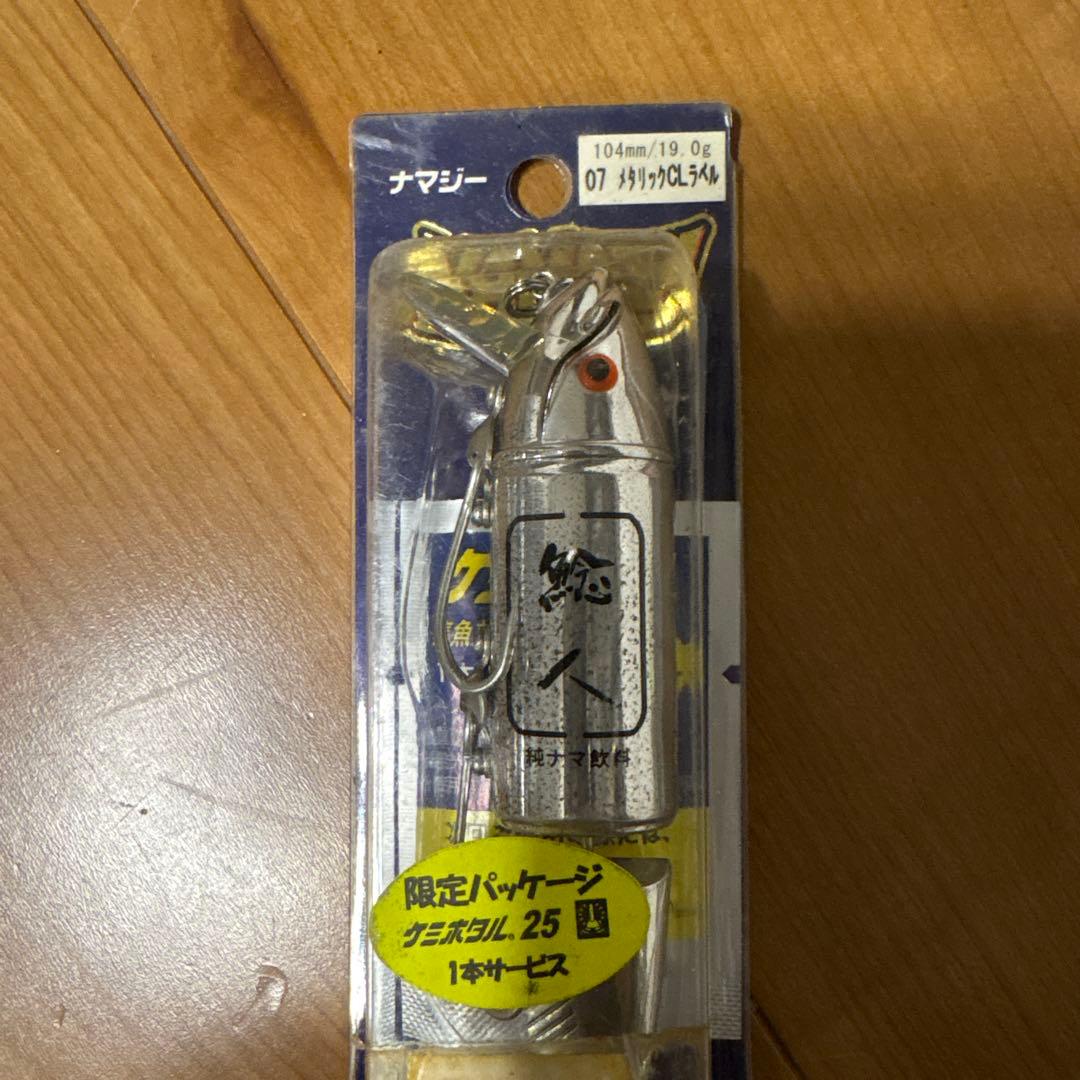 ナマジー
104mm/19.0g
07 メタリックCLラベル
鯰
人
純ナマ飲料
限定パッケージ
ケミホタル® 25
1本サービス